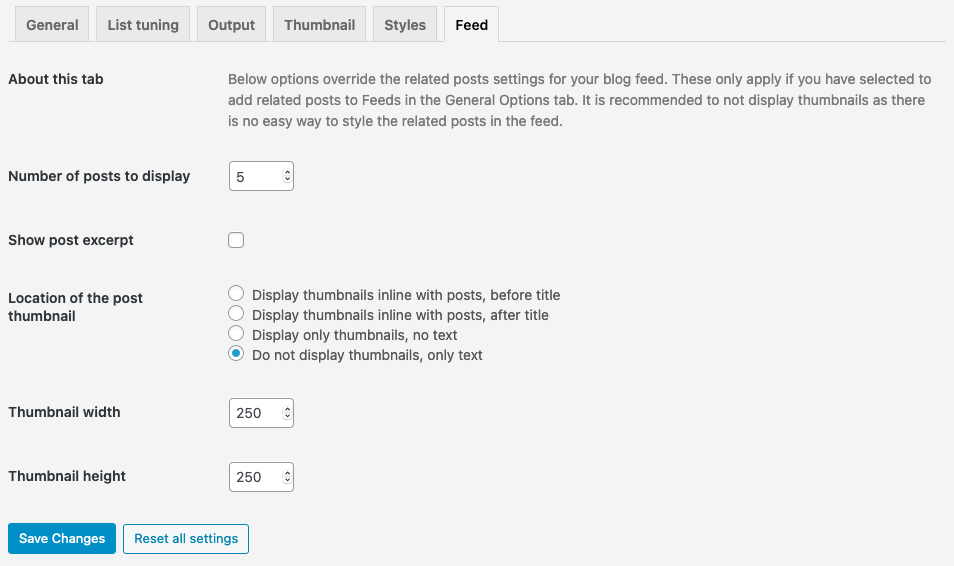 General List tuning Output Thumbnail Styles Feed
About this tab
Below options override the related posts settings for your blog feed. These only apply if you have selected to
add related posts to Feeds in the General Options tab. It is recommended to not display thumbnails as there
is no easy way to style the related posts in the feed.
Number of posts to display
5
Show post excerpt
Location of the post
thumbnail
Display thumbnails inline with posts, before title
Display thumbnails inline with posts, after title
Display only thumbnails, no text
Do not display thumbnails, only text
Thumbnail width
250
Thumbnail height
250
Save Changes Reset all settings